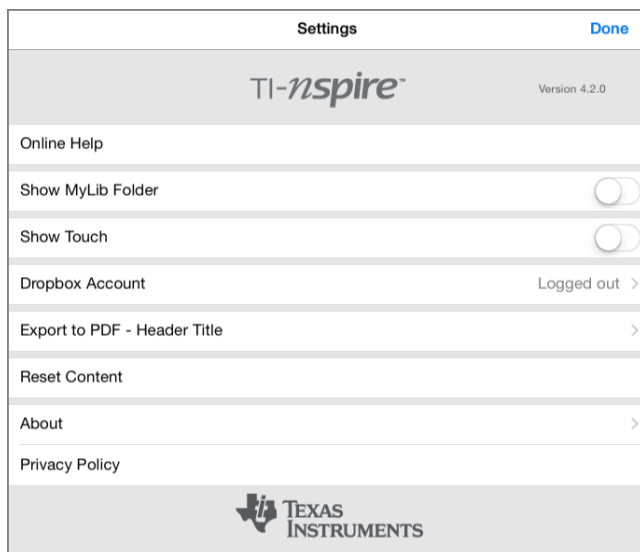 Settings Done
TI-nspire™ Version 4.2.0
Online Help
Show MyLib Folder
Show Touch
Dropbox Account Logged out >
Export to PDF - Header Title >
Reset Content
About >
Privacy Policy
TEXAS
INSTRUMENTS